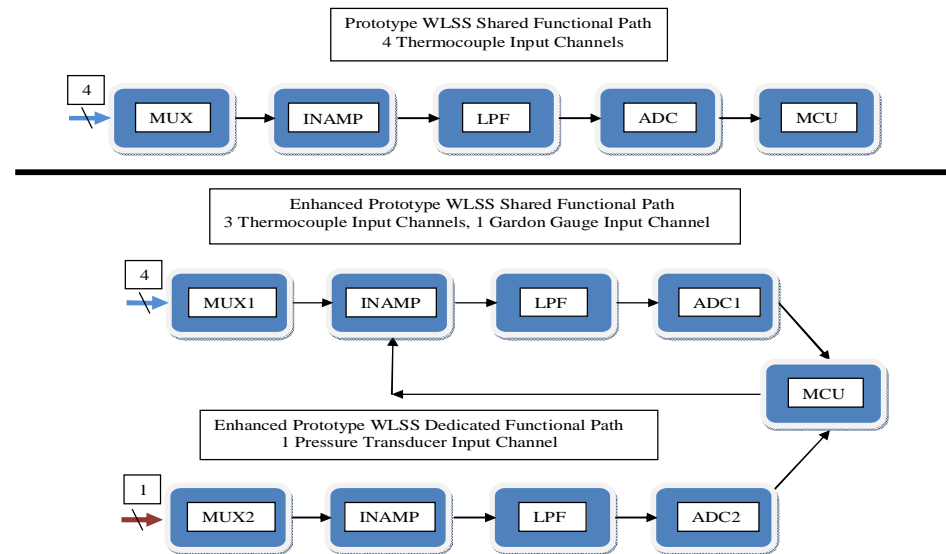 Prototype WLSS Shared Functional Path
4 Thermocouple Input Channels
4
MUX
INAMP
LPF
ADC
MCU
Enhanced Prototype WLSS Shared Functional Path
3 Thermocouple Input Channels, 1 Gardon Gauge Input Channel
4
MUX1
INAMP
LPF
ADC1
MCU
Enhanced Prototype WLSS Dedicated Functional Path
1 Pressure Transducer Input Channel
1
MUX2
INAMP
LPF
ADC2